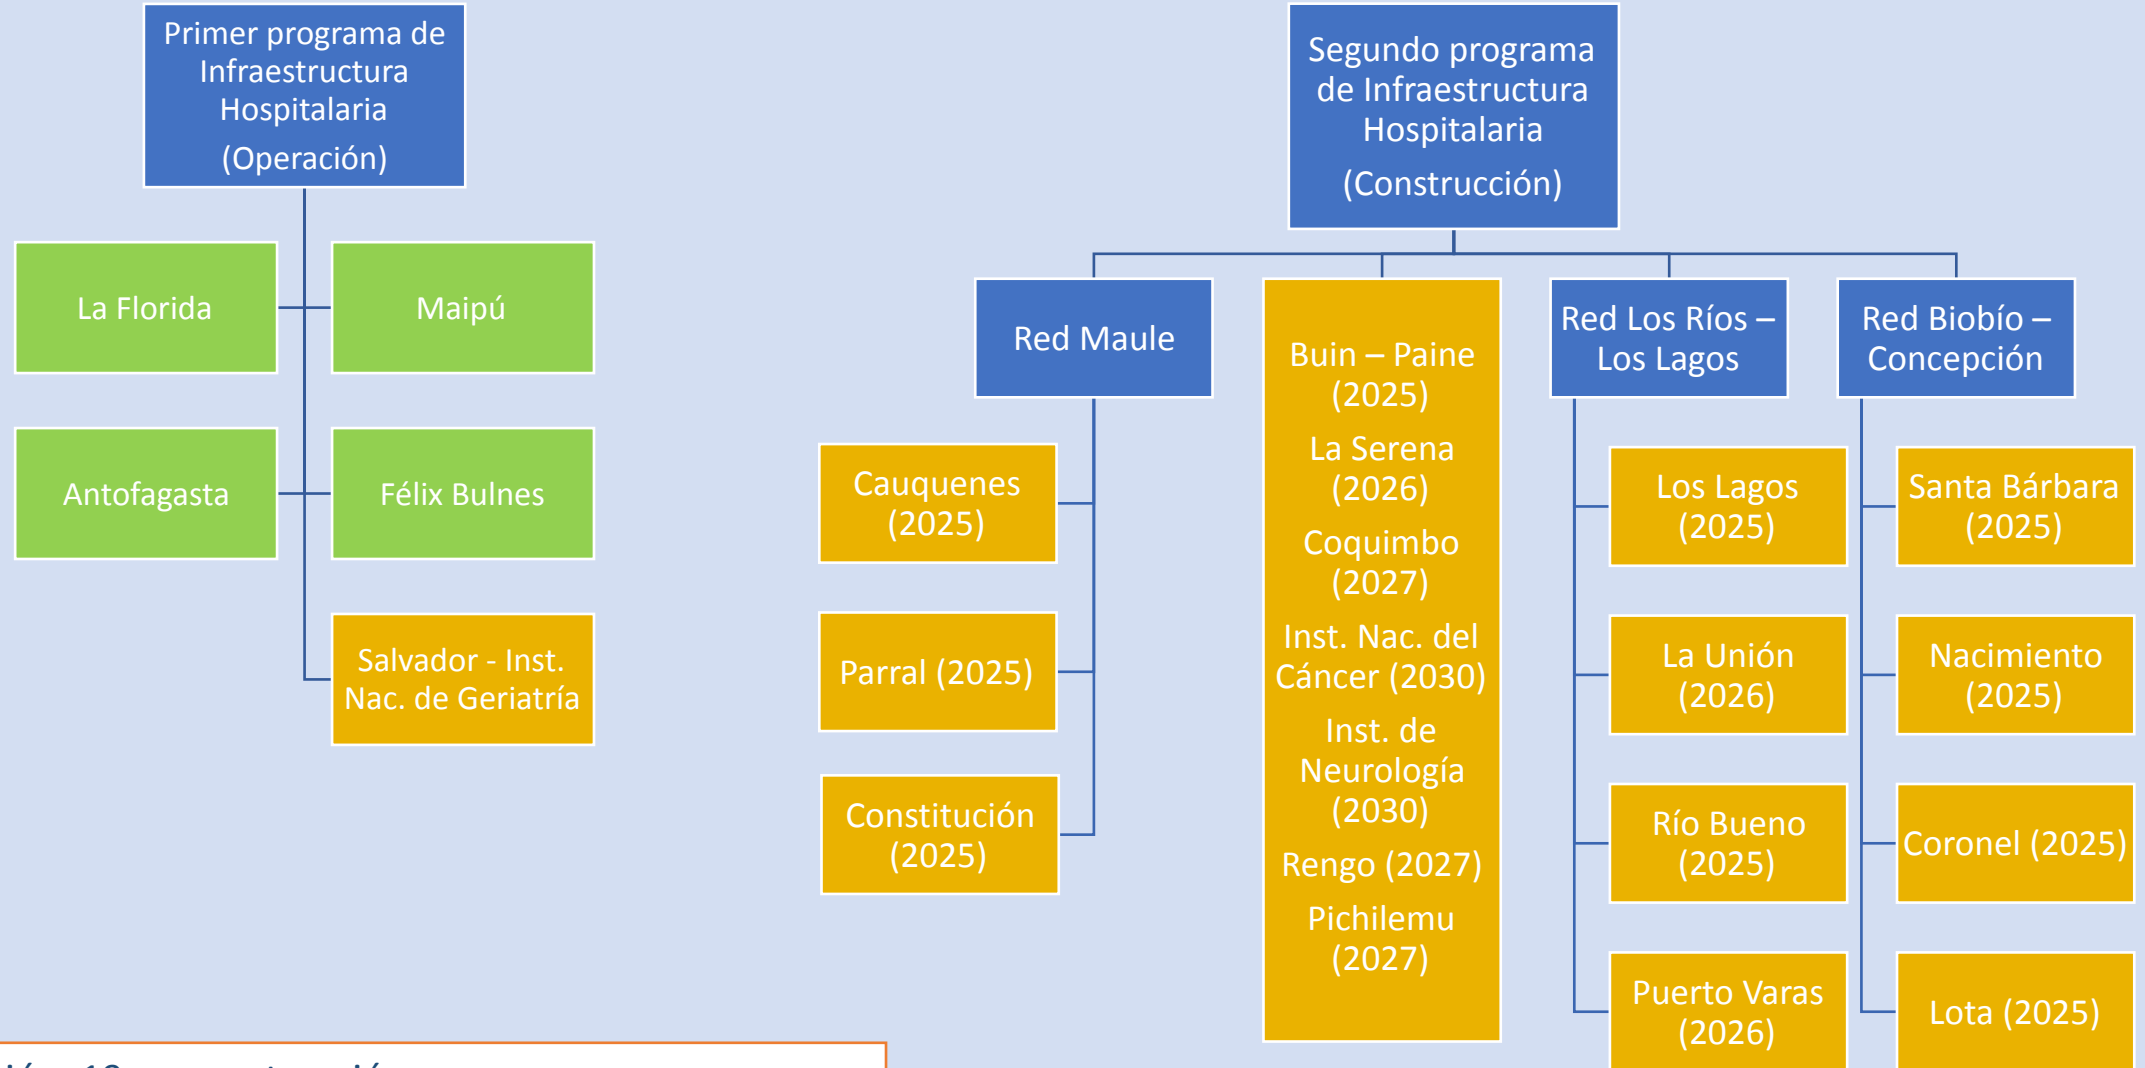 Primer programa de
Infraestructura
Hospitalaria
(Operación)
La Florida
Maipú
Antofagasta
Félix Bulnes
Salvador - Inst.
Nac. de Geriatría
Segundo programa
de Infraestructura
Hospitalaria
(Construcción)
Red Maule
Cauquenes
(2025)
Parral (2025)
Constitución
(2025)
Buin – Paine
(2025)
La Serena
(2026)
Coquimbo
(2027)
Inst. Nac. del
Cáncer (2030)
Inst. de
Neurología
(2030)
Rengo (2027)
Pichilemu
(2027)
Red Los Ríos –
Los Lagos
Los Lagos
(2025)
La Unión
(2026)
Río Bueno
(2025)
Puerto Varas
(2026)
Red Biobío –
Concepción
Santa Bárbara
(2025)
Nacimiento
(2025)
Coronel (2025)
Lota (2025)